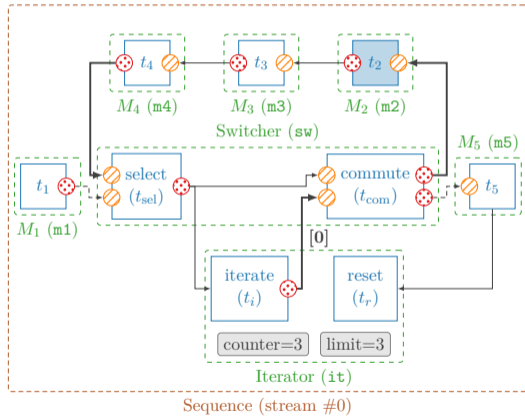 t4
t3
t2
M4 (m4)
M3 (m3)
M2 (m2)
Switcher (sw)
M5 (m5)
t1
select
(tsel)
commute
(tcom)
t5
M1 (m1)
[0]
iterate
(ti)
reset
(tr)
counter=3
limit=3
Iterator (it)
Sequence (stream #0)